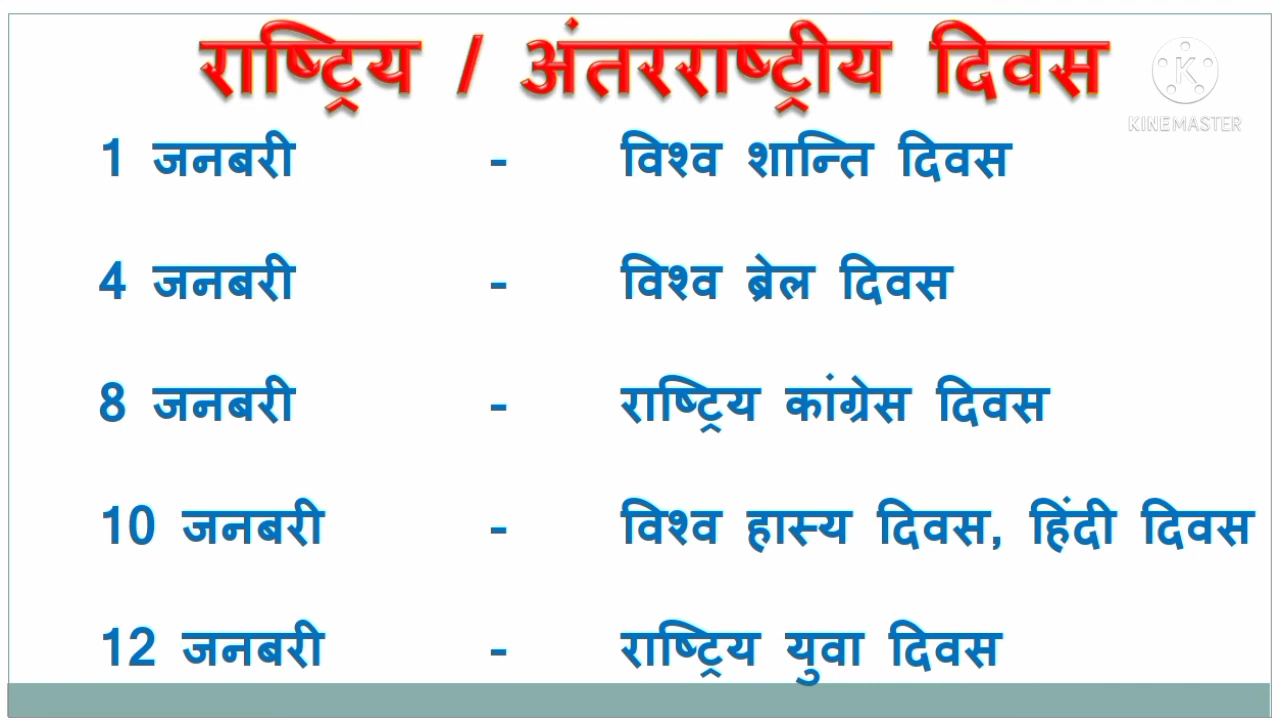 राष्ट्रिय / अंतरराष्ट्रीय दिवस
KINEMASTER
1 जनबरी - विश्व शान्ति दिवस
4 जनबरी - विश्व ब्रेल दिवस
8 जनबरी - राष्ट्रिय कांग्रेस दिवस
10 जनबरी - विश्व हास्य दिवस, हिंदी दिवस
12 जनबरी - राष्ट्रिय युवा दिवस